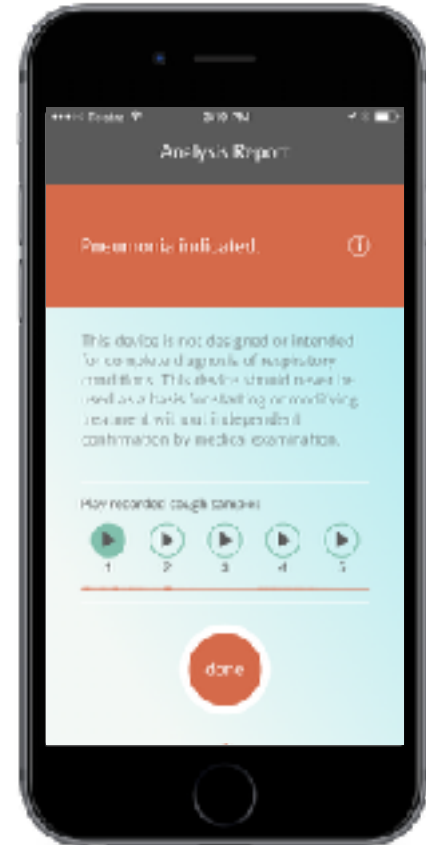 Analysis Report
Pneumonia indicated.
This device is not designed or intended
for complete diagnosis of respiratory
conditions. This device should never be
used as a basis for starting or modifying
treatment without independent
confirmation by medical examination.
Play recorded cough samples
1 2 3 4 5
done